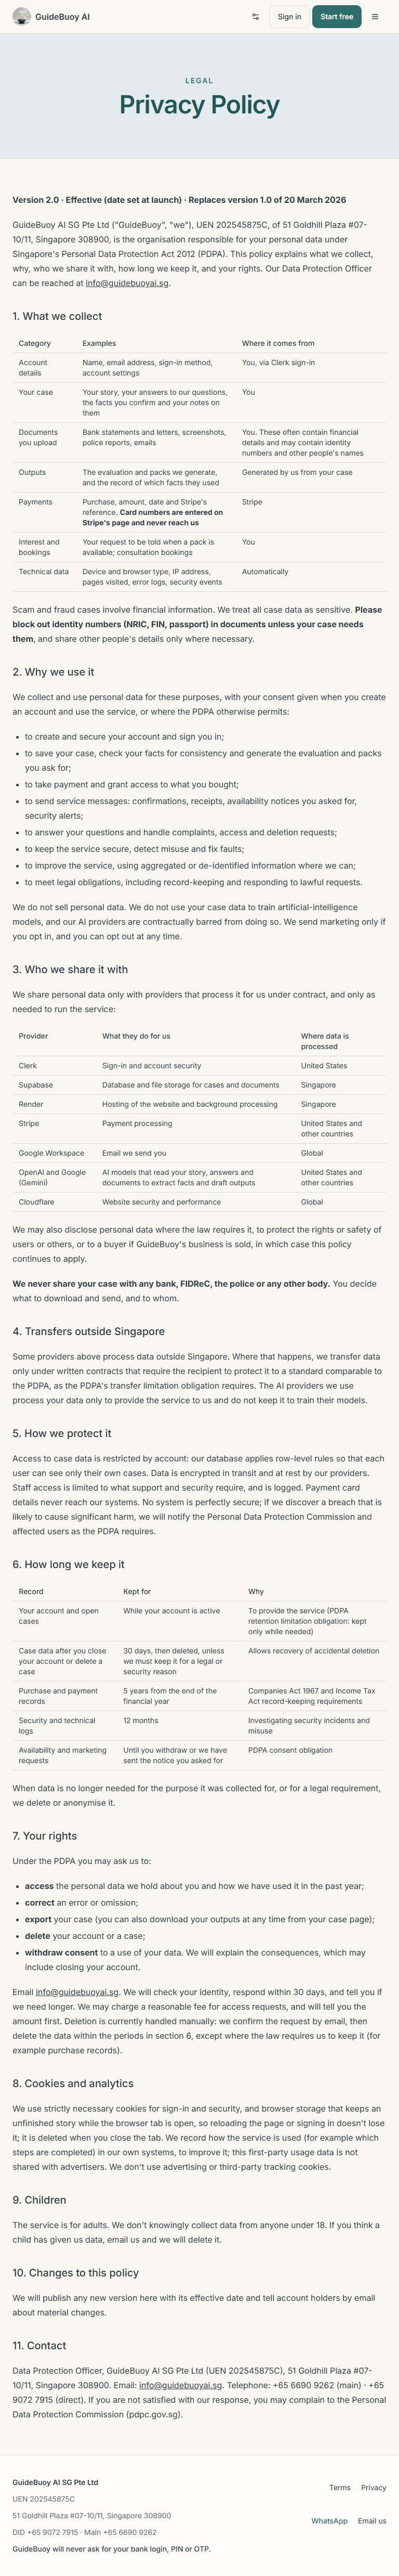 GuideBuoy AI
Sign in
Start free
LEGAL
Privacy Policy
Version 2.0 · Effective (date set at launch) · Replaces version 1.0 of 20 March 2026
GuideBuoy AI SG Pte Ltd ("GuideBuoy", "we"), UEN 202545875C, of 51 Goldhill Plaza #07-
10/11, Singapore 308900, is the organisation responsible for your personal data under
Singapore's Personal Data Protection Act 2012 (PDPA). This policy explains what we collect,
why, who we share it with, how long we keep it, and your rights. Our Data Protection Officer
can be reached at info@guidebuoyai.sg.
1. What we collect
Category Examples Where it comes from
Account details Name, email address, sign-in method, account settings You, via Clerk sign-in
Your case Your story, your answers to our questions, the facts you confirm and your notes on them You
Documents you upload Bank statements and letters, screenshots, police reports, emails You. These often contain financial details and may contain identity numbers and other people's names
Outputs The evaluation and packs we generate, and the record of which facts they used Generated by us from your case
Payments Purchase, amount, date and Stripe's reference. Card numbers are entered on Stripe's page and never reach us Stripe
Interest and bookings Your request to be told when a pack is available; consultation bookings You
Technical data Device and browser type, IP address, pages visited, error logs, security events Automatically
Scam and fraud cases involve financial information. We treat all case data as sensitive. Please
block out identity numbers (NRIC, FIN, passport) in documents unless your case needs
them, and share other people's details only where necessary.
2. Why we use it
We collect and use personal data for these purposes, with your consent given when you create
an account and use the service, or where the PDPA otherwise permits:
• to create and secure your account and sign you in;
• to save your case, check your facts for consistency and generate the evaluation and packs
you ask for;
• to take payment and grant access to what you bought;
• to send service messages: confirmations, receipts, availability notices you asked for,
security alerts;
• to answer your questions and handle complaints, access and deletion requests;
• to keep the service secure, detect misuse and fix faults;
• to improve the service, using aggregated or de-identified information where we can;
• to meet legal obligations, including record-keeping and responding to lawful requests.
We do not sell personal data. We do not use your case data to train artificial-intelligence
models, and our AI providers are contractually barred from doing so. We send marketing only if
you opt in, and you can opt out at any time.
3. Who we share it with
We share personal data only with providers that process it for us under contract, and only as
needed to run the service:
Provider What they do for us Where data is processed
Clerk Sign-in and account security United States
Supabase Database and file storage for cases and documents Singapore
Render Hosting of the website and background processing Singapore
Stripe Payment processing United States and other countries
Google Workspace Email we send you Global
OpenAI and Google (Gemini) AI models that read your story, answers and documents to extract facts and draft outputs United States and other countries
Cloudflare Website security and performance Global
We may also disclose personal data where the law requires it, to protect the rights or safety of
users or others, or to a buyer if GuideBuoy's business is sold, in which case this policy
continues to apply.
We never share your case with any bank, FIDReC, the police or any other body. You decide
what to download and send, and to whom.
4. Transfers outside Singapore
Some providers above process data outside Singapore. Where that happens, we transfer data
only under written contracts that require the recipient to protect it to a standard comparable to
the PDPA, as the PDPA's transfer limitation obligation requires. The AI providers we use
process your data only to provide the service to us and do not keep it to train their models.
5. How we protect it
Access to case data is restricted by account: our database applies row-level rules so that each
user can see only their own cases. Data is encrypted in transit and at rest by our providers.
Staff access is limited to what support and security require, and is logged. Payment card
details never reach our systems. No system is perfectly secure; if we discover a breach that is
likely to cause significant harm, we will notify the Personal Data Protection Commission and
affected users as the PDPA requires.
6. How long we keep it
Record Kept for Why
Your account and open cases While your account is active To provide the service (PDPA retention limitation obligation: kept only while needed)
Case data after you close your account or delete a case 30 days, then deleted, unless we must keep it for a legal or security reason Allows recovery of accidental deletion
Purchase and payment records 5 years from the end of the financial year Companies Act 1967 and Income Tax Act record-keeping requirements
Security and technical logs 12 months Investigating security incidents and misuse
Availability and marketing requests Until you withdraw or we have sent the notice you asked for PDPA consent obligation
When data is no longer needed for the purpose it was collected for, or for a legal requirement,
we delete or anonymise it.
7. Your rights
Under the PDPA you may ask us to:
• access the personal data we hold about you and how we have used it in the past year;
• correct an error or omission;
• export your case (you can also download your outputs at any time from your case page);
• delete your account or a case;
• withdraw consent to a use of your data. We will explain the consequences, which may
include closing your account.
Email info@guidebuoyai.sg. We will check your identity, respond within 30 days, and tell you if
we need longer. We may charge a reasonable fee for access requests, and will tell you the
amount first. Deletion is currently handled manually: we confirm the request by email, then
delete the data within the periods in section 6, except where the law requires us to keep it (for
example purchase records).
8. Cookies and analytics
We use strictly necessary cookies for sign-in and security, and browser storage that keeps an
unfinished story while the browser tab is open, so reloading the page or signing in doesn't lose
it; it is deleted when you close the tab. We record how the service is used (for example which
steps are completed) in our own systems, to improve it; this first-party usage data is not
shared with advertisers. We don't use advertising or third-party tracking cookies.
9. Children
The service is for adults. We don't knowingly collect data from anyone under 18. If you think a
child has given us data, email us and we will delete it.
10. Changes to this policy
We will publish any new version here with its effective date and tell account holders by email
about material changes.
11. Contact
Data Protection Officer, GuideBuoy AI SG Pte Ltd (UEN 202545875C), 51 Goldhill Plaza #07-
10/11, Singapore 308900. Email: info@guidebuoyai.sg. Telephone: +65 6690 9262 (main) · +65
9072 7915 (direct). If you are not satisfied with our response, you may complain to the Personal
Data Protection Commission (pdpc.gov.sg).
GuideBuoy AI SG Pte Ltd
UEN 202545875C
51 Goldhill Plaza #07-10/11, Singapore 308900
DID +65 9072 7915 · Main +65 6690 9262
GuideBuoy will never ask for your bank login, PIN or OTP.
Terms Privacy
WhatsApp Email us